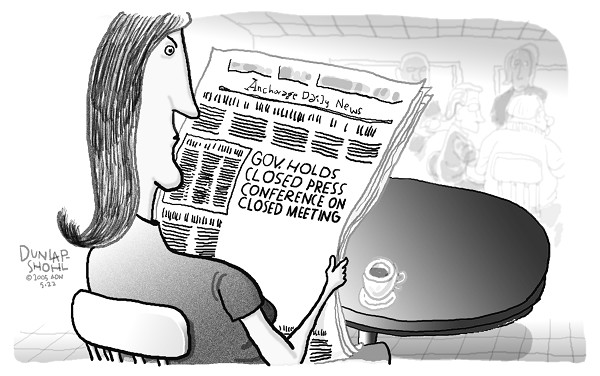 Anchorage Daily News
GOV. HOLDS
CLOSED PRESS
CONFERENCE ON
CLOSED MEETING
DUNLAP-
SHOHL
©2005 ADN
5-22